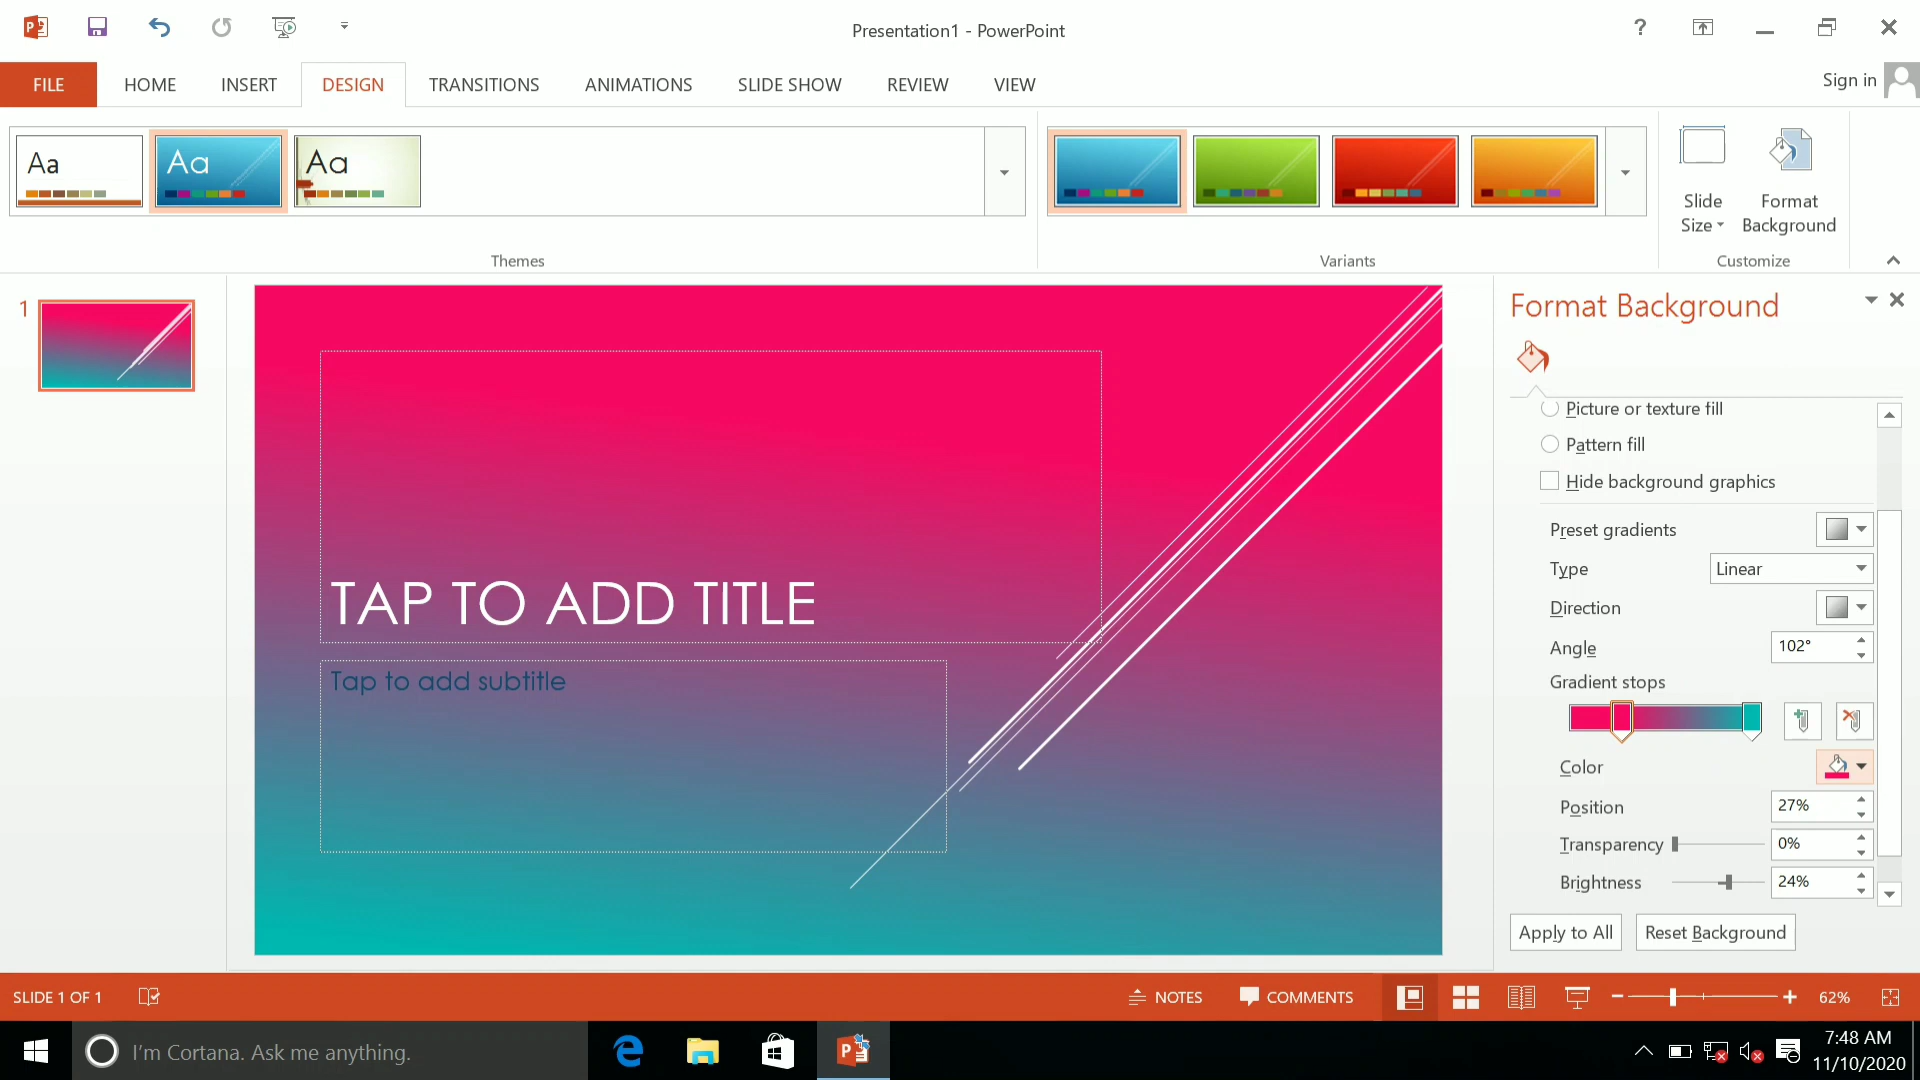 Presentation1 - PowerPoint
?
FILE
HOME
INSERT
DESIGN
TRANSITIONS
ANIMATIONS
SLIDE SHOW
REVIEW
VIEW
Sign in
Aa
Aa
Aa
Themes
Variants
Slide
Size
Format
Background
Customize
1
TAP TO ADD TITLE
Tap to add subtitle
Format Background
Picture or texture fill
Pattern fill
Hide background graphics
Preset gradients
Type
Linear
Direction
Angle
102°
Gradient stops
Color
Position
27%
Transparency
0%
Brightness
24%
Apply to All
Reset Background
SLIDE 1 OF 1
NOTES
COMMENTS
62%
I'm Cortana. Ask me anything.
7:48 AM
11/10/2020